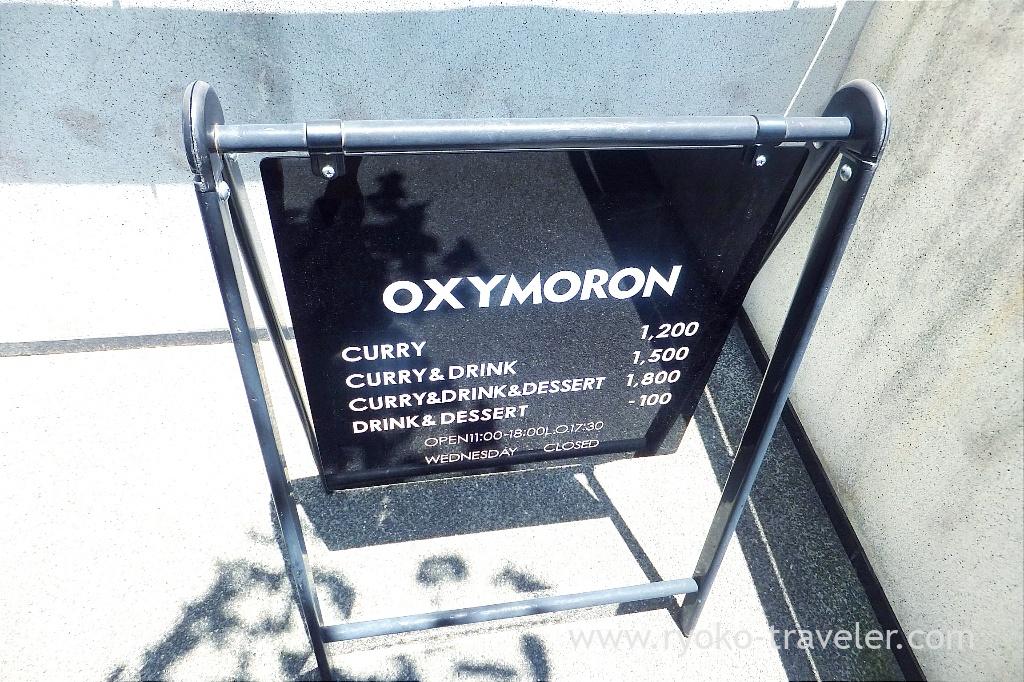 OXYMORON
CURRY 1,200
CURRY&DRINK 1,500
CURRY&DRINK&DESSERT 1,800
DRINK&DESSERT -100
OPEN11:00-18:00L.O.17:30
WEDNESDAY - CLOSED
www.ryoko-traveler.com